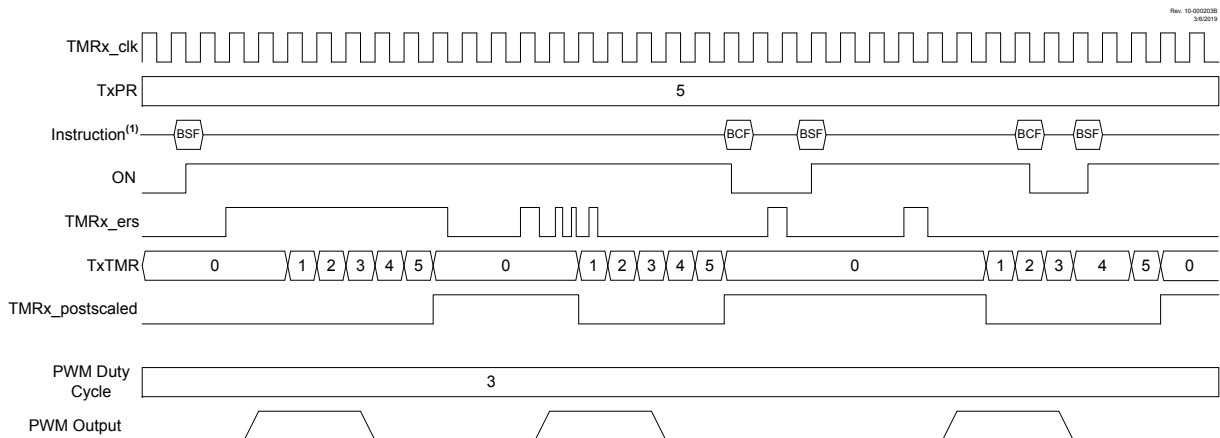 Rev. 10-000203B
3/6/2019
TMRx_clk
TxPR
5
Instruction(1)
BSF BCF BSF BCF BSF
ON
TMRx_ers
TxTMR
0 1 2 3 4 5 0 1 2 3 4 5 0 1 2 3 4 5 0
TMRx_postscaled
PWM Duty
Cycle
3
PWM Output